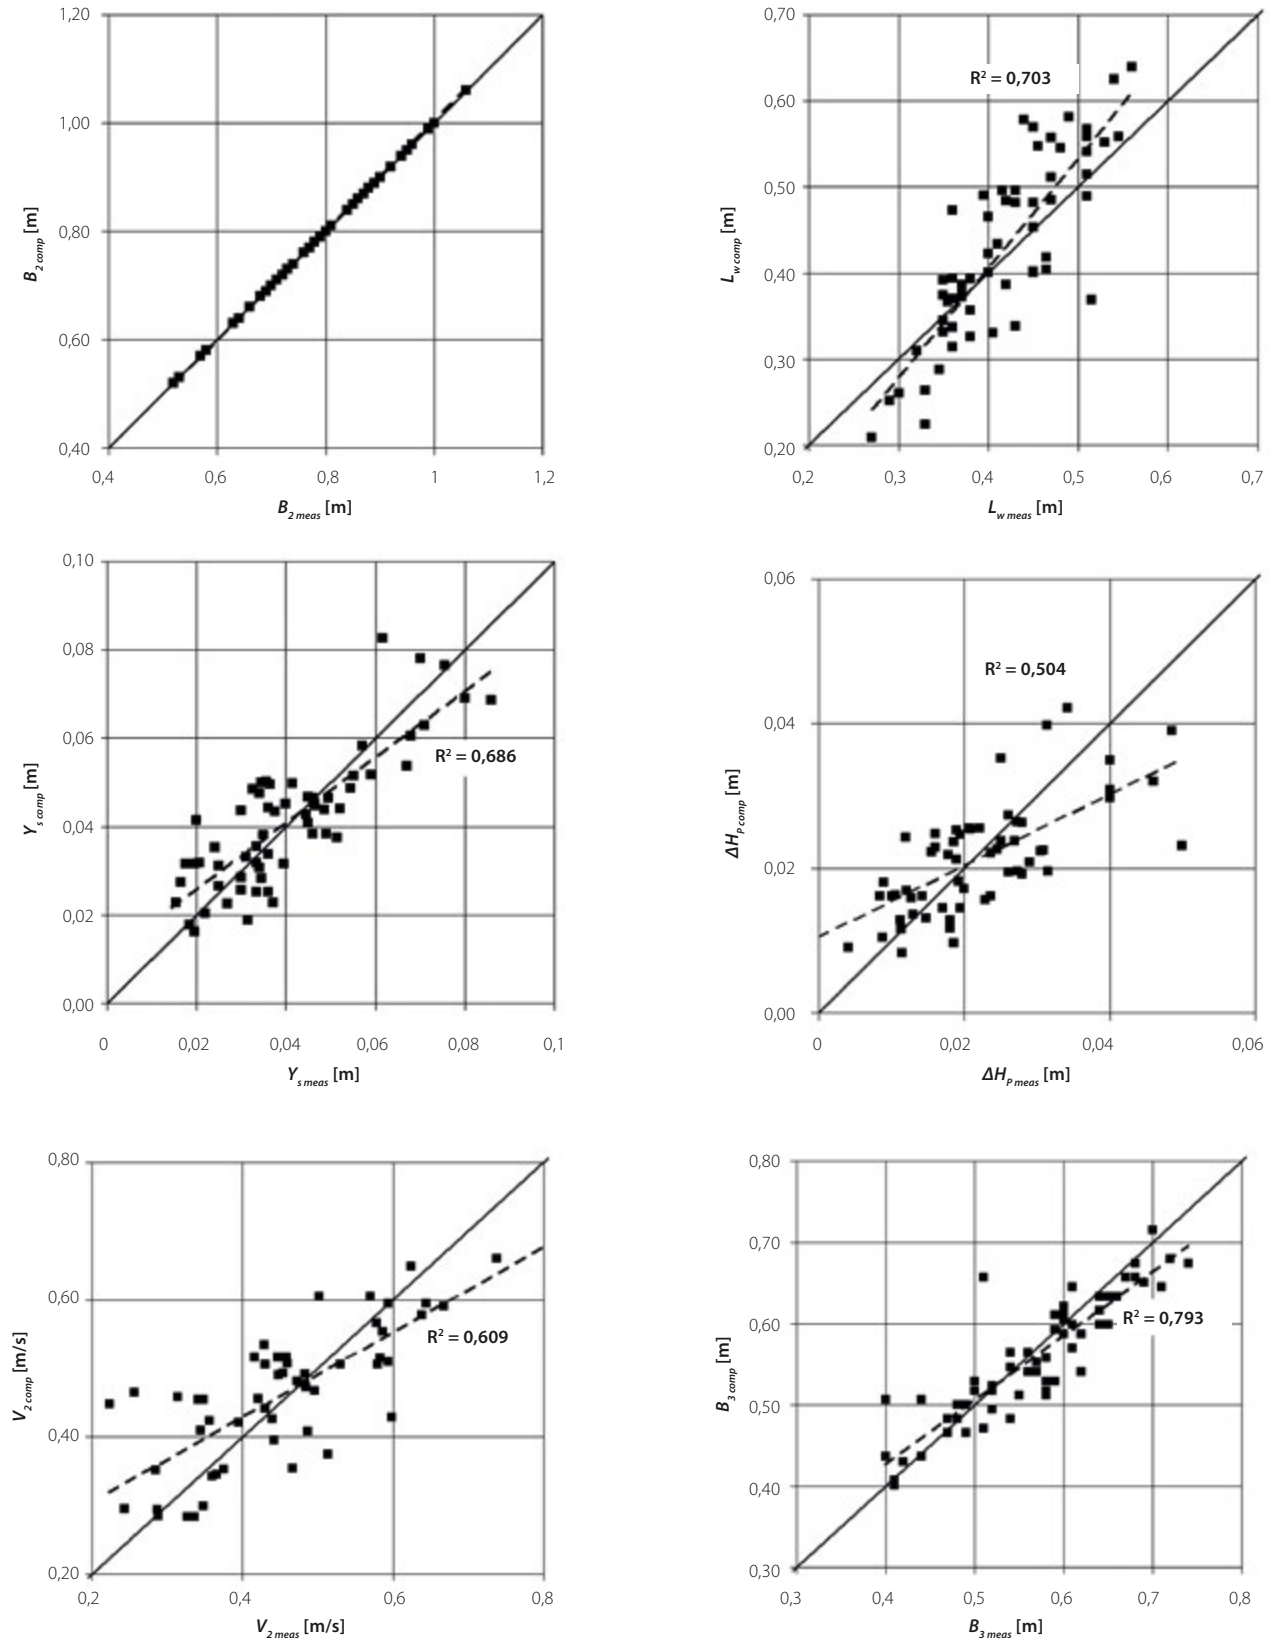 1,20
1,00
0,80
0,60
0,40
B2 comp [m]
0,4 0,6 0,8 1 1,2
B2 meas [m]
0,70
0,60
0,50
0,40
0,30
0,20
Lw comp [m]
R2 = 0,703
0,2 0,3 0,4 0,5 0,6 0,7
Lw meas [m]
0,10
0,08
0,06
0,04
0,02
0,00
Ys comp [m]
R2 = 0,686
0 0,02 0,04 0,06 0,08 0,1
Ys meas [m]
0,06
0,04
0,02
0,00
ΔHP comp [m]
R2 = 0,504
0 0,02 0,04 0,06
ΔHP meas [m]
0,80
0,60
0,40
0,20
V2 comp [m/s]
R2 = 0,609
0,2 0,4 0,6 0,8
V2 meas [m/s]
0,80
0,70
0,60
0,50
0,40
0,30
B3 comp [m]
R2 = 0,793
0,3 0,4 0,5 0,6 0,7 0,8
B3 meas [m]